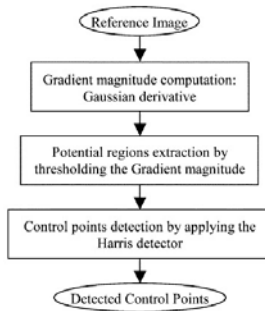 Reference Image
Gradient magnitude computation:
Gaussian derivative
Potential regions extraction by
thresholding the Gradient magnitude
Control points detection by applying the
Harris detector
Detected Control Points